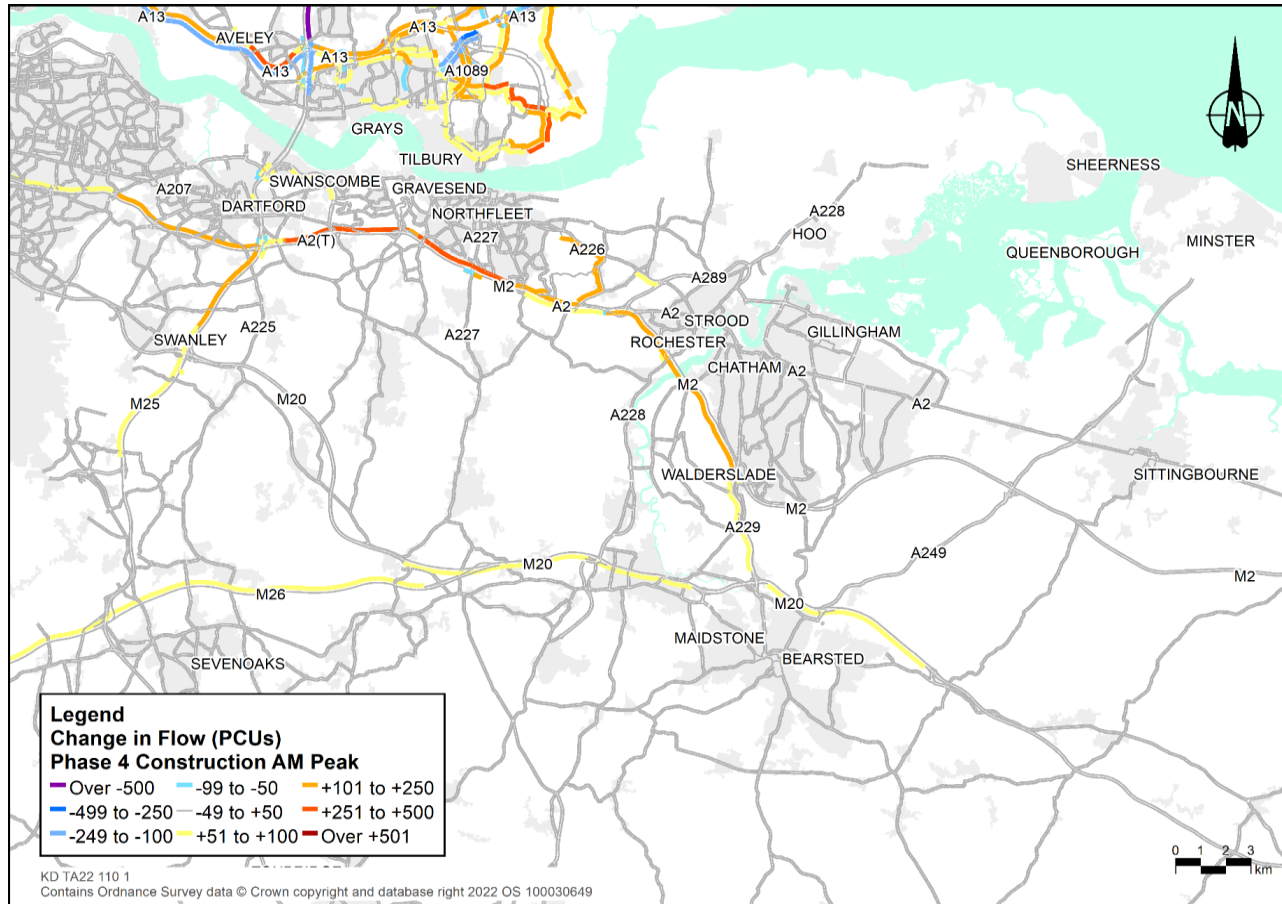 A13
A13
A13
AVELEY
A13
A13
A1089
GRAYS
TILBURY
SHEERNESS
A207
SWANSCOMBE
GRAVESEND
DARTFORD
NORTHFLEET
A228
HOO
A2(T)
A227
A226
QUEENBOROUGH
MINSTER
A289
M2
A2
A2
STROOD
SWANLEY
A225
A227
ROCHESTER
GILLINGHAM
CHATHAM
A2
M2
M25
M20
A228
A2
WALDERSLADE
SITTINGBOURNE
M2
A229
A249
M20
M2
M26
M20
MAIDSTONE
SEVENOAKS
BEARSTED
N
Legend
Change in Flow (PCUs)
Phase 4 Construction AM Peak
Over -500 -99 to -50 +101 to +250
-499 to -250 -49 to +50 +251 to +500
-249 to -100 +51 to +100 Over +501
0 1 2 3
km
KD TA22 110 1
Contains Ordnance Survey data © Crown copyright and database right 2022 OS 100030649